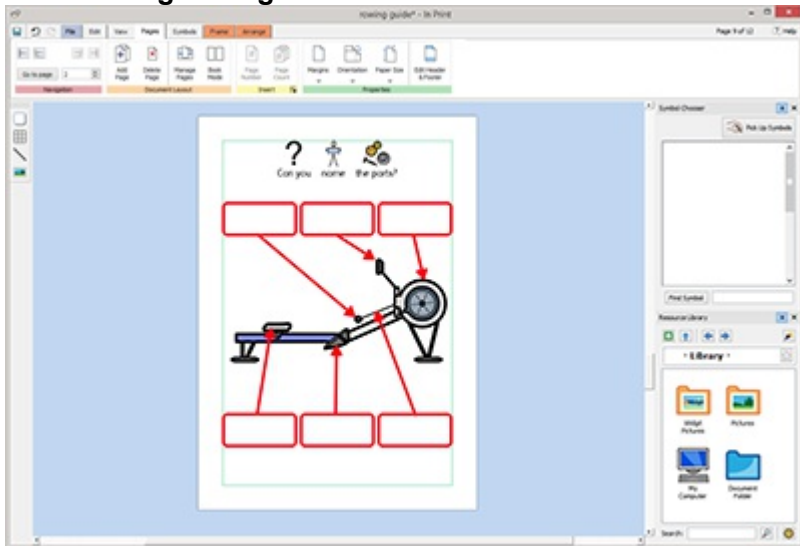 rowing guide* - In Print
File Edit View Pages Symbols Frame Arrange
Page 9 of 12 Help
Go to page 1
Add Page
Delete Page
Manage Pages
Book Mode
Page Number
Page Count
Margins
Orientation
Paper Size
Edit Header & Footer
Navigation Document Layout Insert Properties
Symbol Chooser
Pick Up Symbols
Can you name the parts?
Find Symbol
Resource Library
Library
Widgit Pictures
Pictures
My Computer
Document Folder
Search: